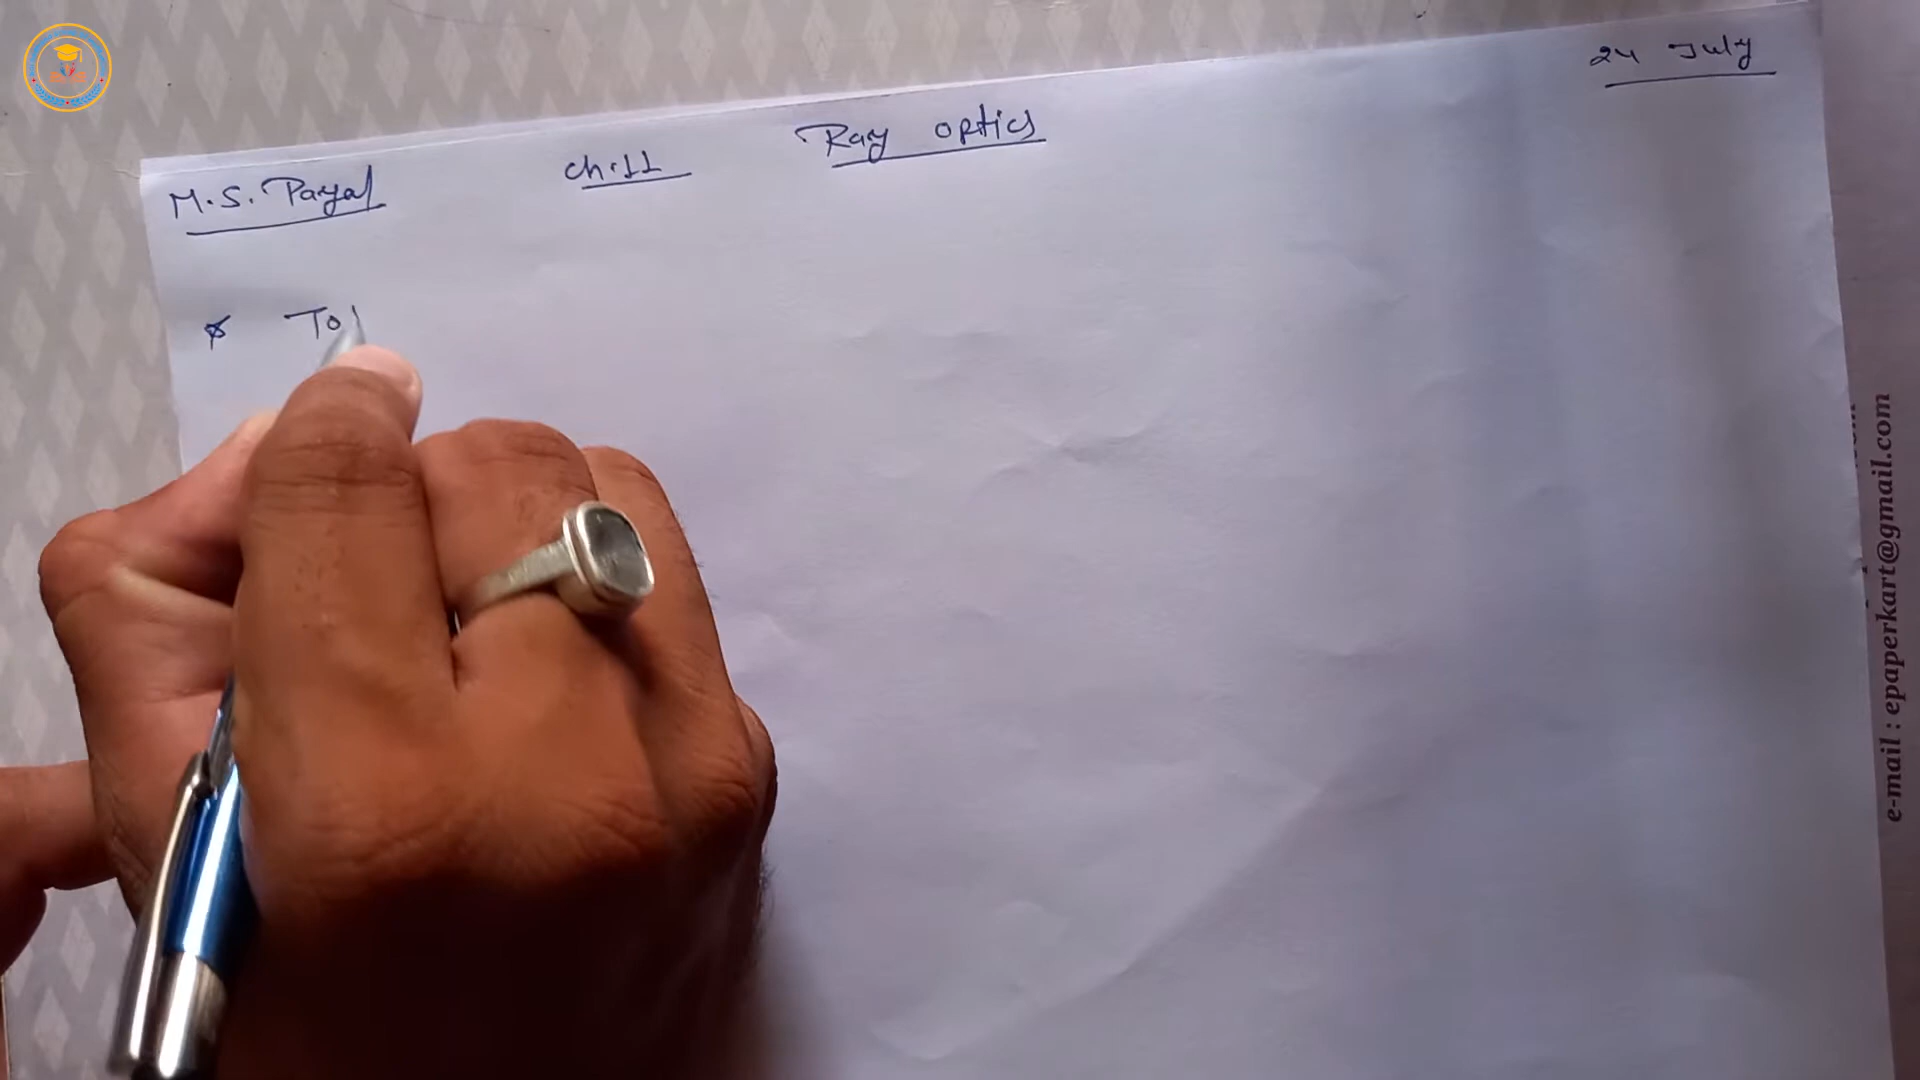 24 July
M.S. Payal ch.11 Ray optics
* To
e-mail : epaperkart@gmail.com